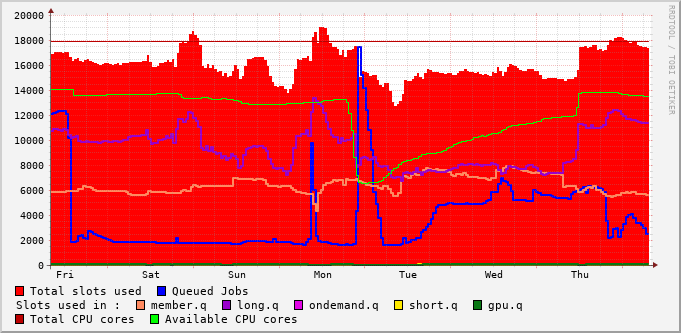 20000
18000
16000
14000
12000
10000
8000
6000
4000
2000
0
Fri Sat Sun Mon Tue Wed Thu
RRDTOOL / TOBI OETIKER
Total slots used Queued Jobs
Slots used in : member.q long.q ondemand.q short.q gpu.q
Total CPU cores Available CPU cores